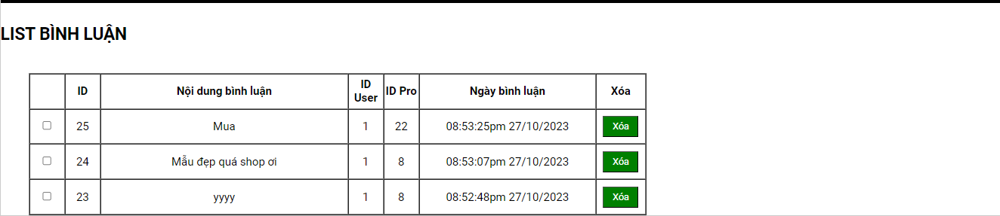 LIST BÌNH LUẬN
ID Nội dung bình luận ID User ID Pro Ngày bình luận Xóa
25 Mua 1 22 08:53:25pm 27/10/2023 Xóa
24 Mẫu đẹp quá shop ơi 1 8 08:53:07pm 27/10/2023 Xóa
23 yyyy 1 8 08:52:48pm 27/10/2023 Xóa